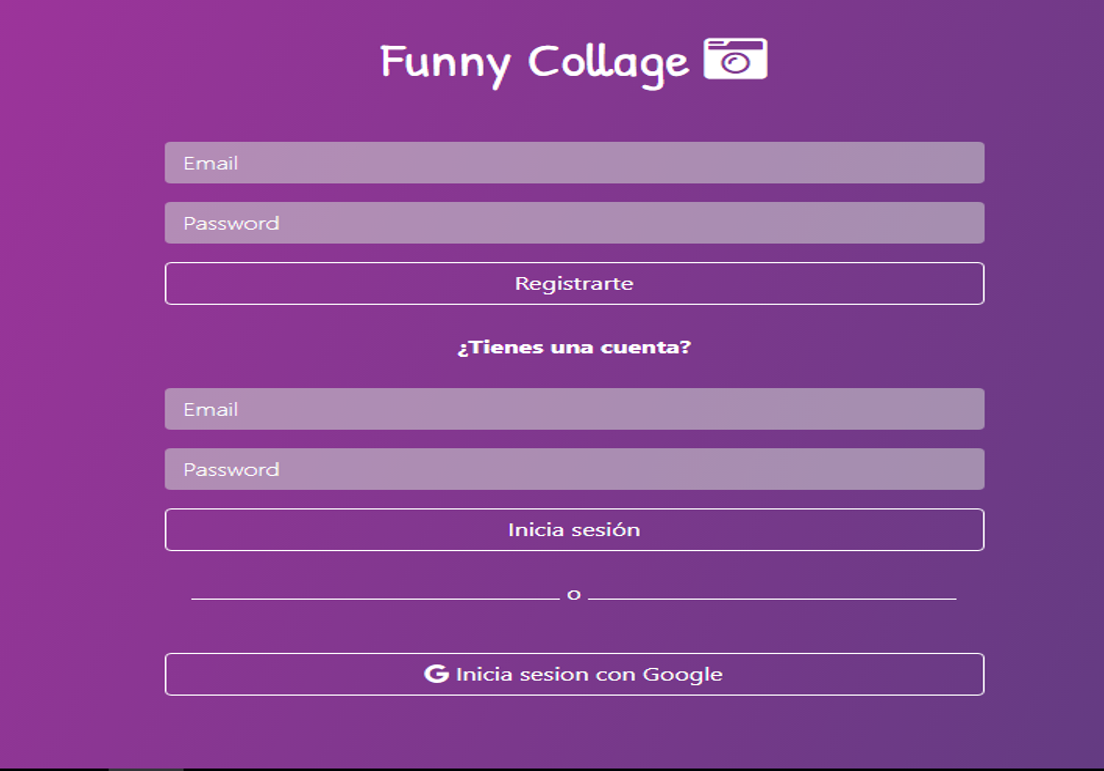 Funny Collage
Email
Password
Registrarte
¿Tienes una cuenta?
Email
Password
Inicia sesión
o
G Inicia sesion con Google